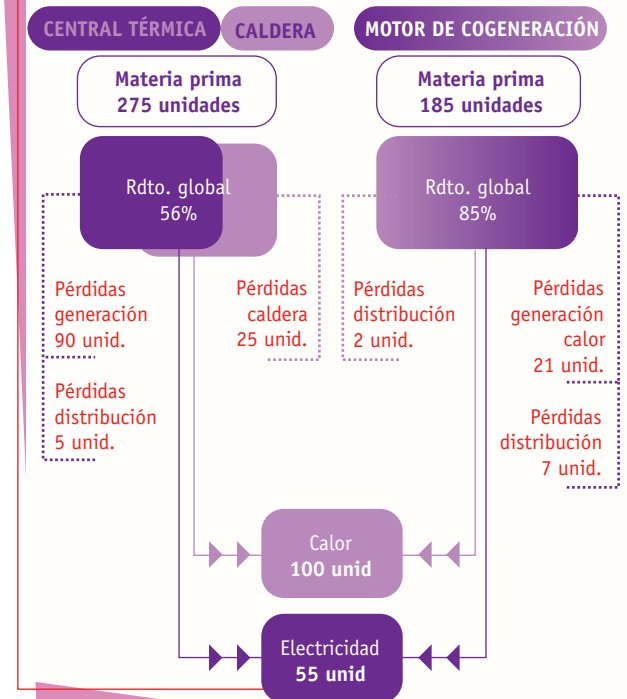 CENTRAL TÉRMICA
CALDERA
Materia prima
275 unidades
Rdto. global
56%
Pérdidas
generación
90 unid.
Pérdidas
distribución
5 unid.
Pérdidas
caldera
25 unid.
MOTOR DE COGENERACIÓN
Materia prima
185 unidades
Rdto. global
85%
Pérdidas
distribución
2 unid.
Pérdidas
generación
calor
21 unid.
Pérdidas
distribución
7 unid.
Calor
100 unid
Electricidad
55 unid